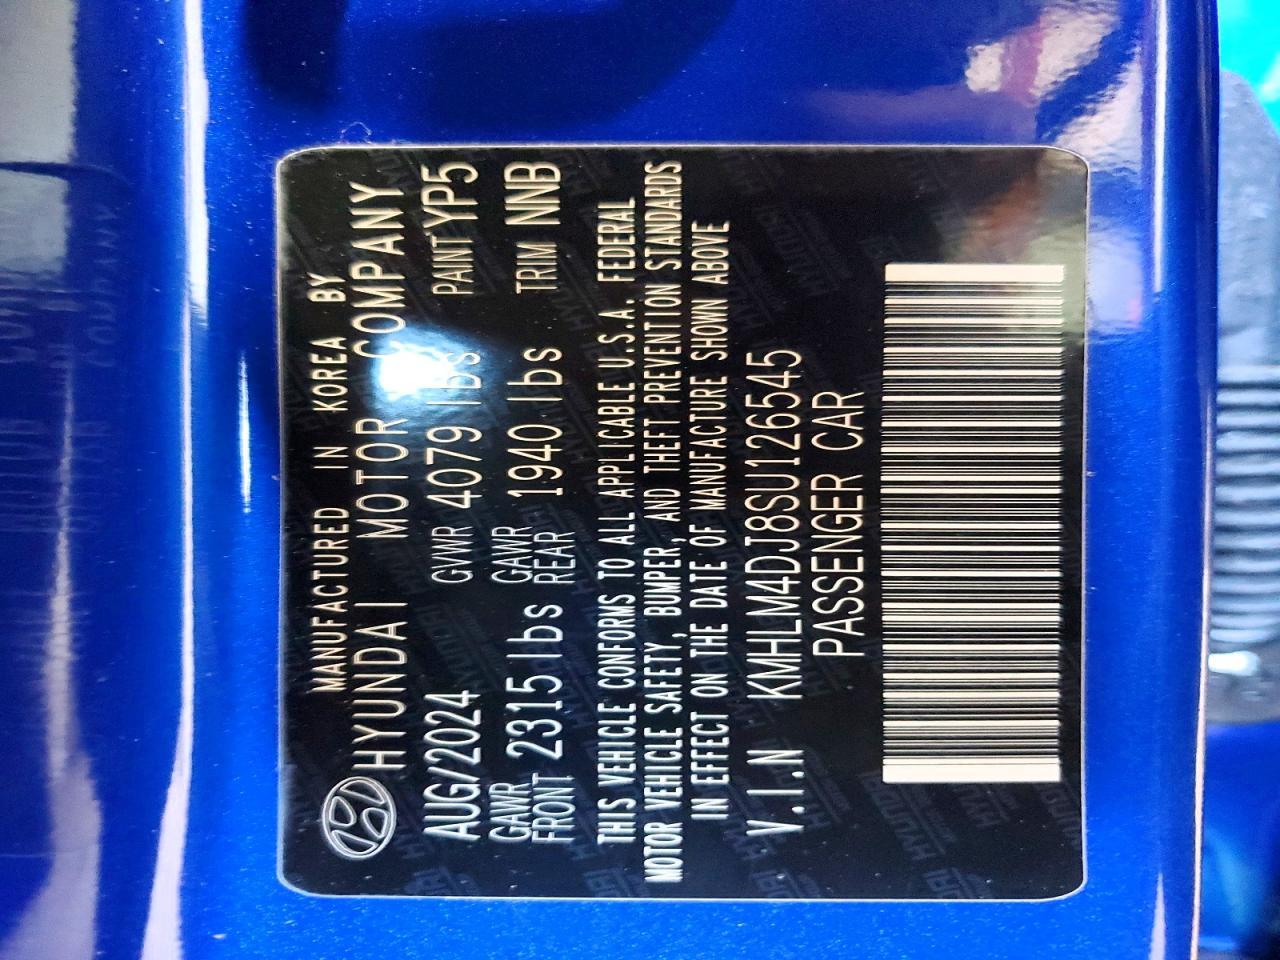 MANUFACTURED IN KOREA BY
HYUNDAI MOTOR COMPANY
AUG/2024 GVWR 4079 lbs PAINT YP5
GAWR FRONT 2315 lbs GAWR REAR 1940 lbs TRIM NNB
THIS VEHICLE CONFORMS TO ALL APPLICABLE U.S.A. FEDERAL
MOTOR VEHICLE SAFETY, BUMPER, AND THEFT PREVENTION STANDARDS
IN EFFECT ON THE DATE OF MANUFACTURE SHOWN ABOVE
V.I.N KMHLM4DJ8SU126545
PASSENGER CAR